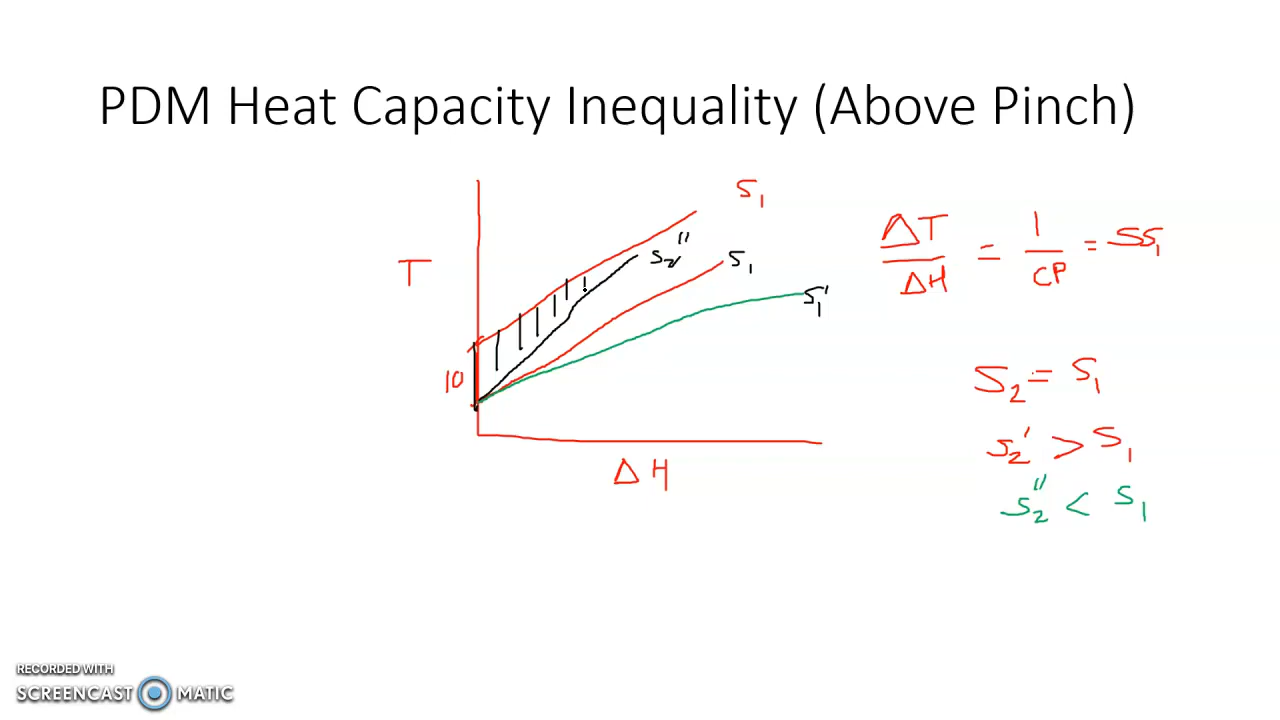 PDM Heat Capacity Inequality (Above Pinch)
S1
S2''
S1
S1'
T
10
ΔH
ΔT/ΔH = 1/CP = SS1
S2 = S1
S2' > S1
S2'' < S1
RECORDED WITH
SCREENCAST MATIC